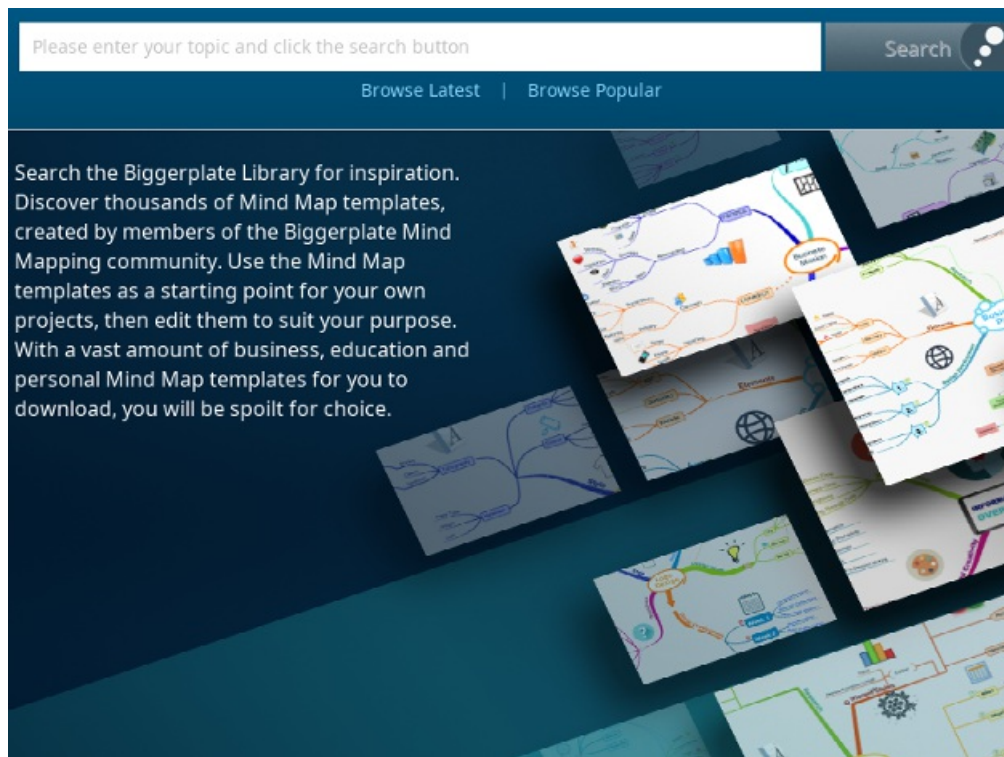 Please enter your topic and click the search button
Search
Browse Latest | Browse Popular
Search the Biggerplate Library for inspiration.
Discover thousands of Mind Map templates,
created by members of the Biggerplate Mind
Mapping community. Use the Mind Map
templates as a starting point for your own
projects, then edit them to suit your purpose.
With a vast amount of business, education and
personal Mind Map templates for you to
download, you will be spoilt for choice.
Elements
Elements